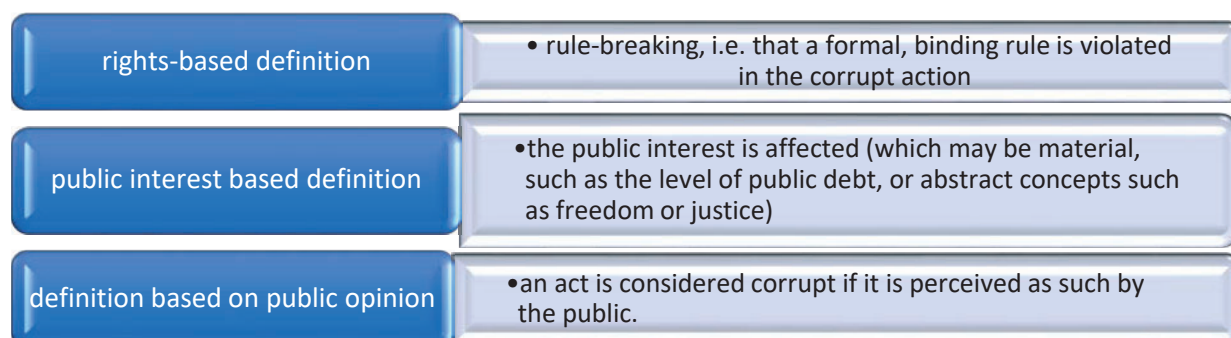 rights-based definition
• rule-breaking, i.e. that a formal, binding rule is violated
in the corrupt action
public interest based definition
•the public interest is affected (which may be material,
such as the level of public debt, or abstract concepts such
as freedom or justice)
definition based on public opinion
•an act is considered corrupt if it is perceived as such by
the public.